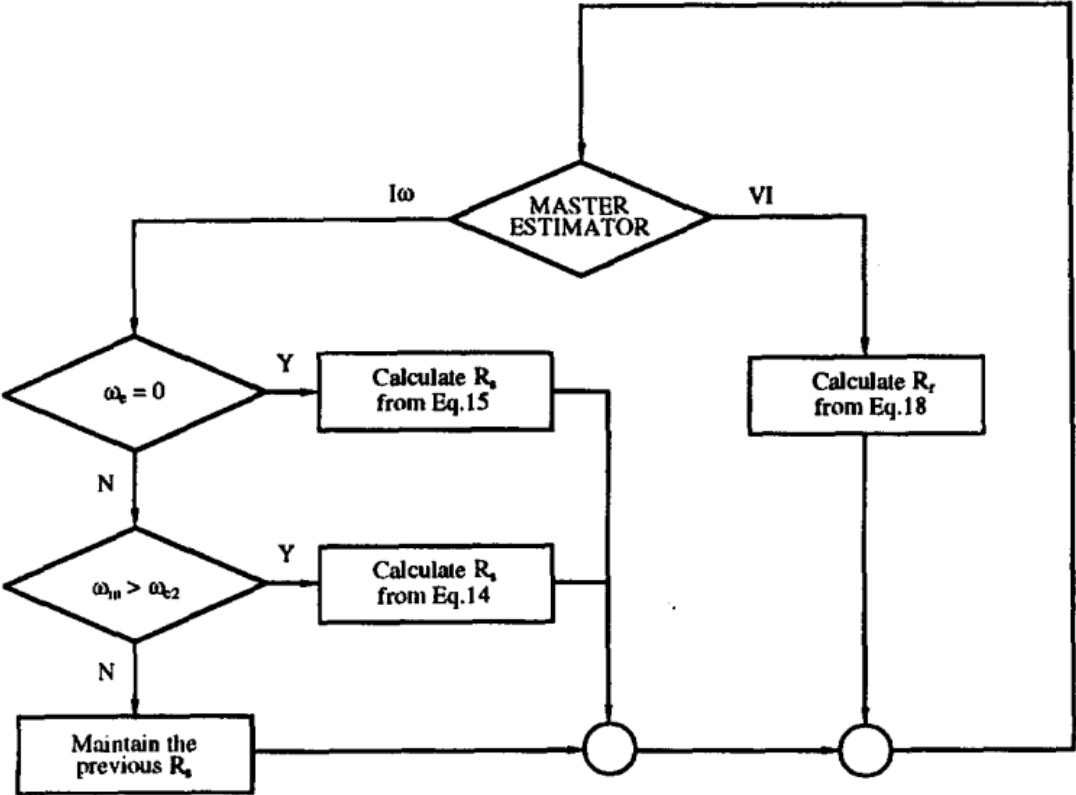 Iω
VI
MASTER
ESTIMATOR
ωₑ = 0
Y
Calculate Rₛ
from Eq.15
Calculate Rᵣ
from Eq.18
N
ωₘ > ωₑ₂
Y
Calculate Rₛ
from Eq.14
N
Maintain the
previous Rₛ